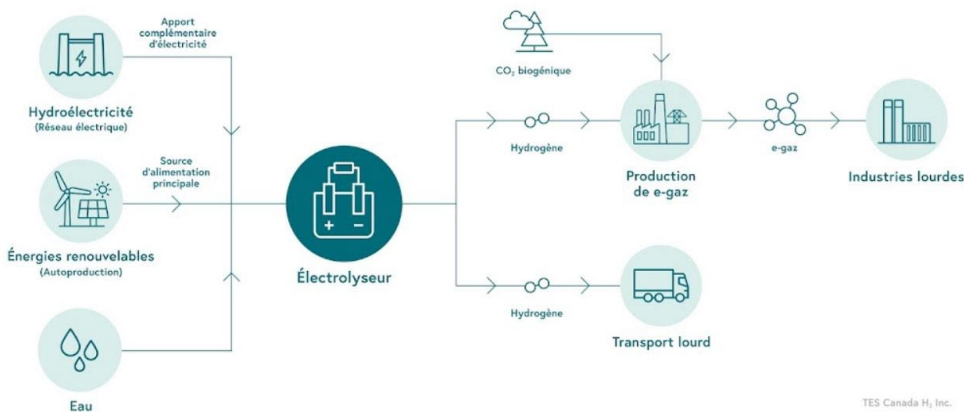 Apport
complémentaire
d'électricité
Hydroélectricité
(Réseau électrique)
Source
d'alimentation
principale
Énergies renouvelables
(Autoproduction)
Eau
+ -
Électrolyseur
CO₂ biogénique
Hydrogène
Production
de e-gaz
e-gaz
Industries lourdes
Hydrogène
Transport lourd
TES Canada H₂ Inc.